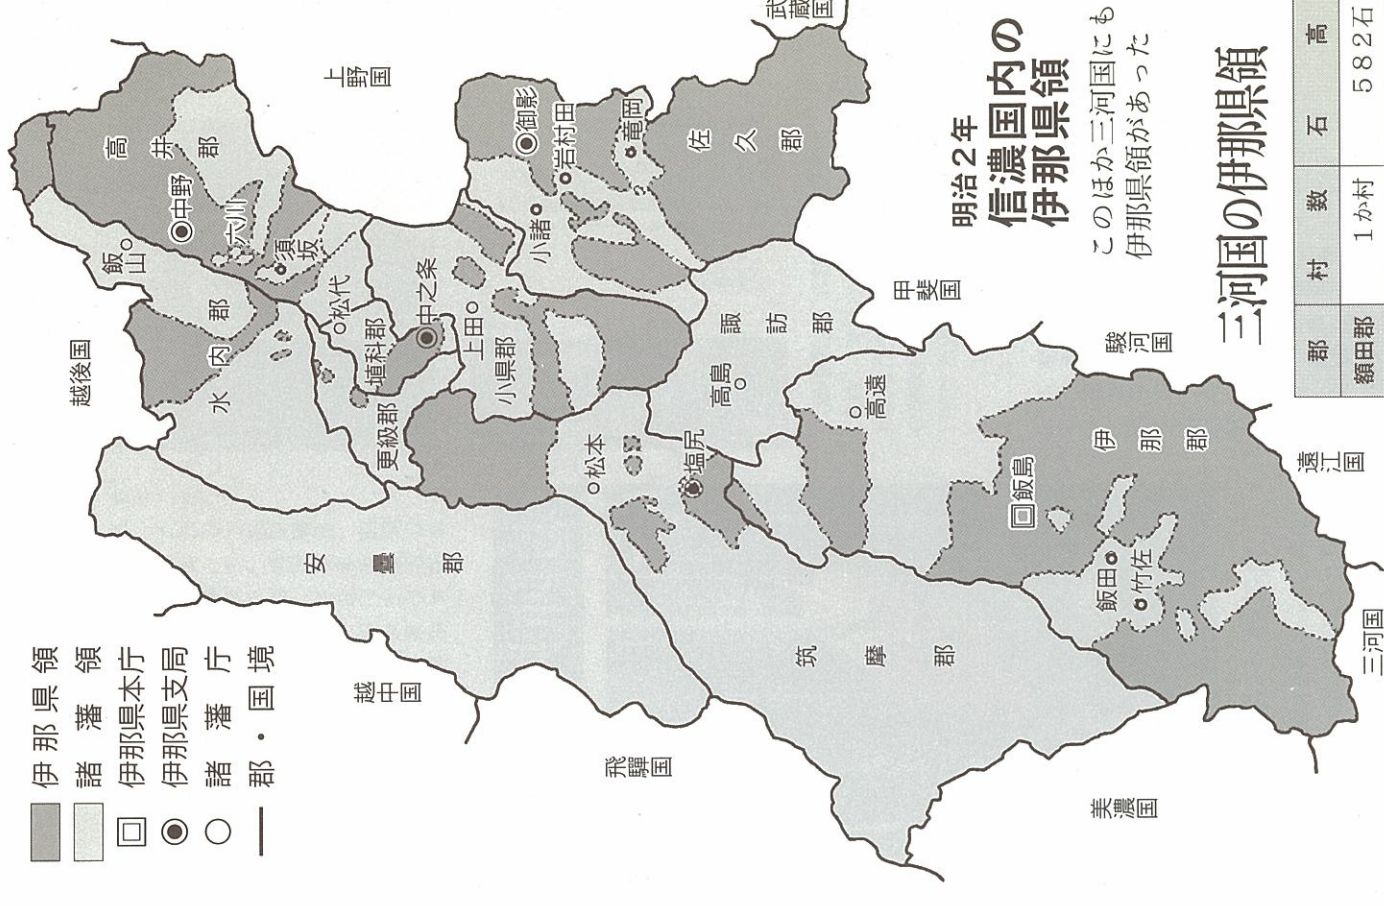 明治2年
信濃国内の
伊那県領
このほか三河国にも
伊那県領があった
三河国の伊那県領
郡 村数 石高
額田郡 1か村 582石
伊那県領
諸藩領
伊那県本庁
伊那県支局
諸藩庁
郡・国境
越後国
上野国
武蔵国
甲斐国
駿河国
遠江国
三河国
美濃国
飛驒国
越中国
高井郡
中野
六川
須坂
飯山
水内郡
松代
埴科郡
中之条
更級郡
上田
小県郡
小諸
御影
岩村田
竜岡
佐久郡
諏訪郡
高島
高遠
松本
塩尻
安曇郡
筑摩郡
伊那郡
飯島
飯田
竹佐